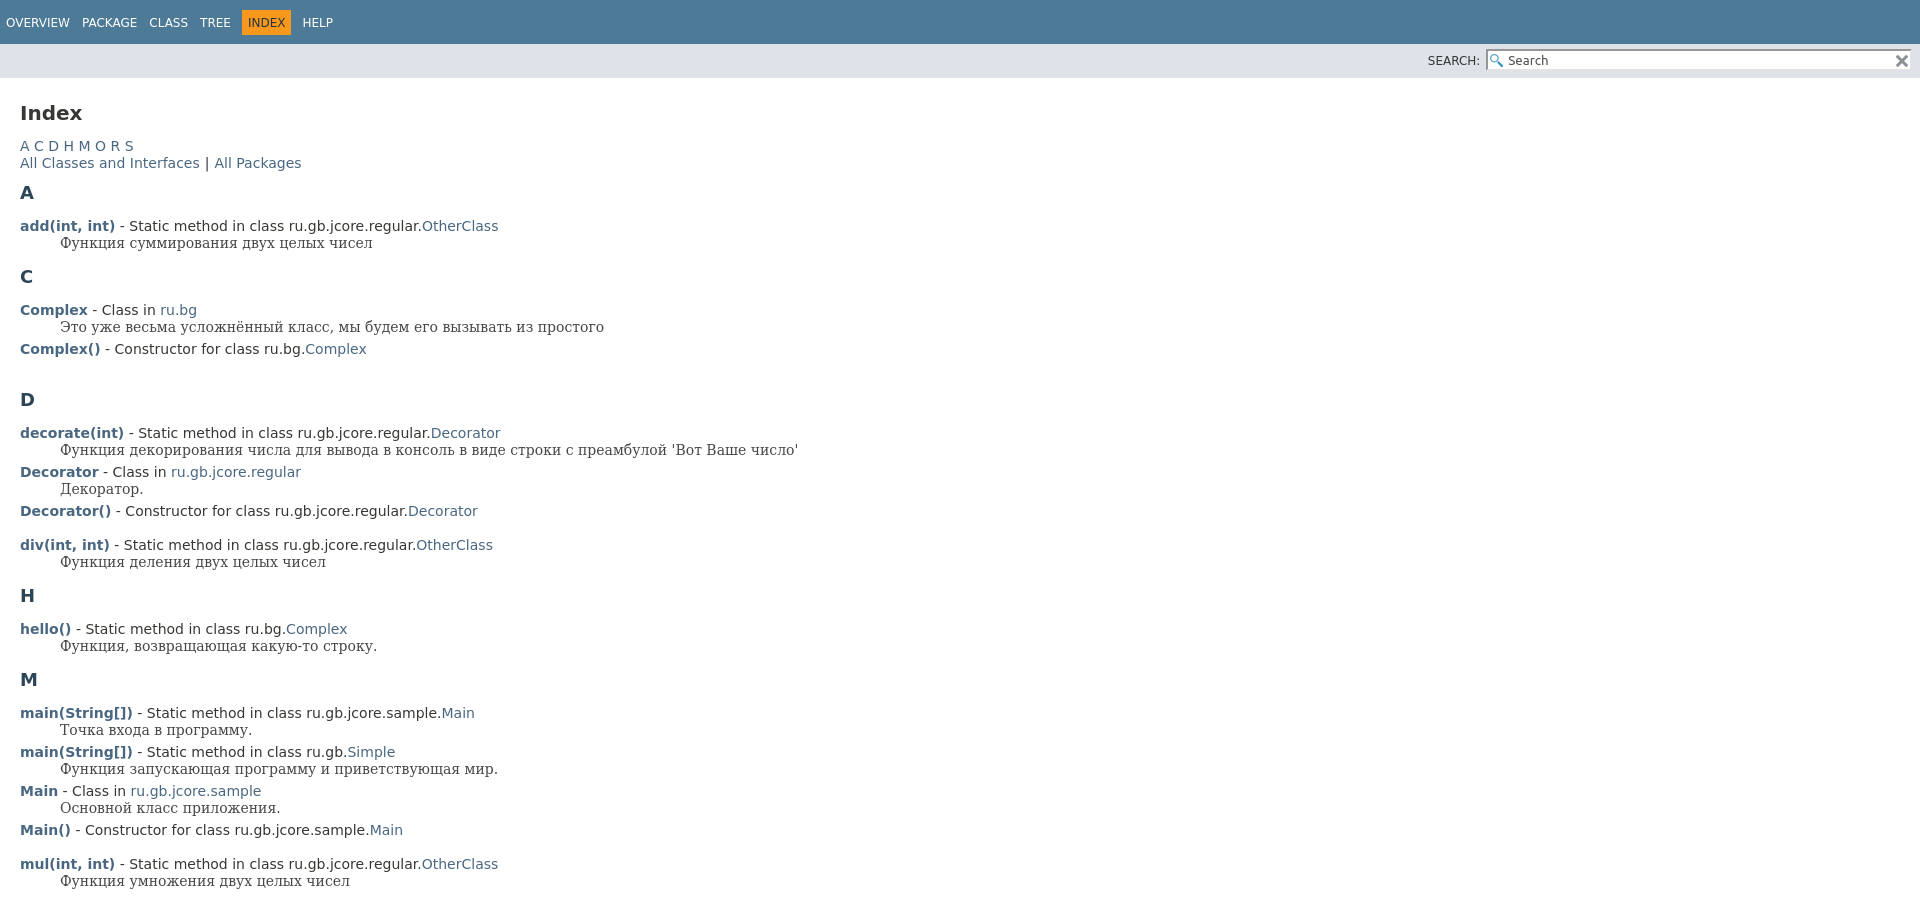 OVERVIEW PACKAGE CLASS TREE INDEX HELP
SEARCH: Search
Index
A C D H M O R S
All Classes and Interfaces | All Packages
A
add(int, int) - Static method in class ru.gb.jcore.regular.OtherClass
Функция суммирования двух целых чисел
C
Complex - Class in ru.bg
Это уже весьма усложнённый класс, мы будем его вызывать из простого
Complex() - Constructor for class ru.bg.Complex
D
decorate(int) - Static method in class ru.gb.jcore.regular.Decorator
Функция декорирования числа для вывода в консоль в виде строки с преамбулой 'Вот Ваше число'
Decorator - Class in ru.gb.jcore.regular
Декоратор.
Decorator() - Constructor for class ru.gb.jcore.regular.Decorator
div(int, int) - Static method in class ru.gb.jcore.regular.OtherClass
Функция деления двух целых чисел
H
hello() - Static method in class ru.bg.Complex
Функция, возвращающая какую-то строку.
M
main(String[]) - Static method in class ru.gb.jcore.sample.Main
Точка входа в программу.
main(String[]) - Static method in class ru.gb.Simple
Функция запускающая программу и приветствующая мир.
Main - Class in ru.gb.jcore.sample
Основной класс приложения.
Main() - Constructor for class ru.gb.jcore.sample.Main
mul(int, int) - Static method in class ru.gb.jcore.regular.OtherClass
Функция умножения двух целых чисел